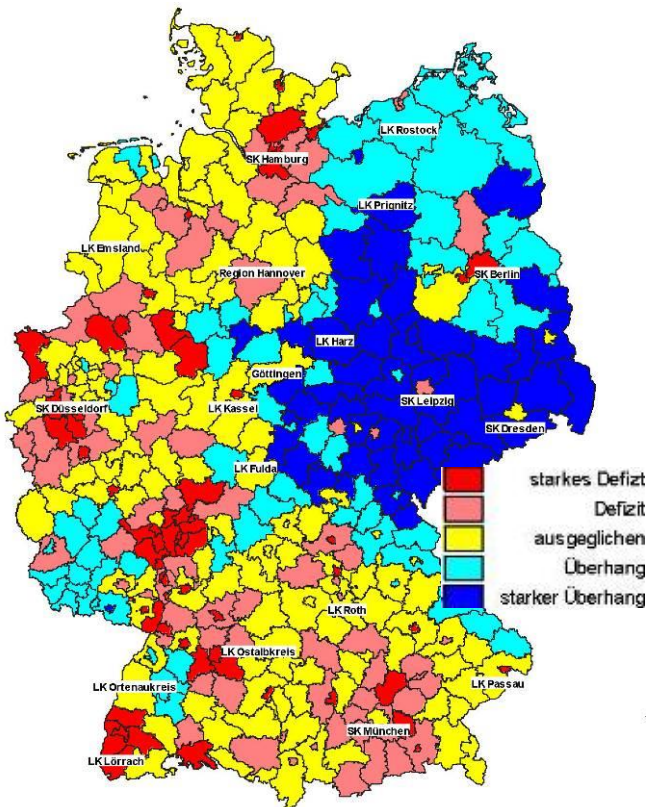 LK Rostock
SK Hamburg
LK Prignitz
LK Emsland
Region Hannover
SK Berlin
LK Harz
Göttingen
LK Kassel
SK Leipzig
SK Düsseldorf
SK Dresden
LK Fulda
starkes Defizt
Defizit
ausgeglichen
Überhang
starker Überhang
LK Roth
LK Ostalbkreis
LK Ortenaukreis
LK Passau
SK München
LK Lörrach